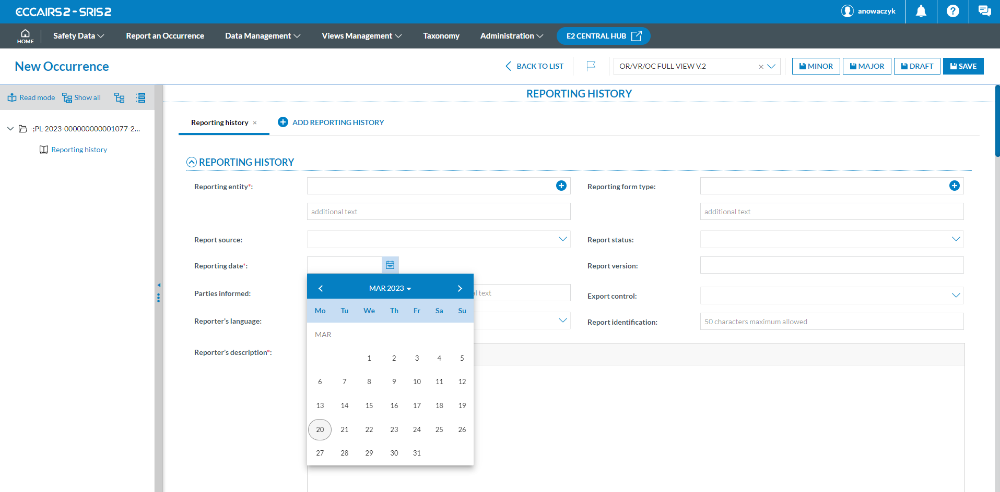 ECCAIRS 2 - SRIS 2
anowaczyk
HOME
Safety Data
Report an Occurrence
Data Management
Views Management
Taxonomy
Administration
E2 CENTRAL HUB
New Occurrence
BACK TO LIST
OR/VR/OC FULL VIEW V.2
MINOR
MAJOR
DRAFT
SAVE
Read mode
Show all
-;PL-2023-000000000001077-2...
Reporting history
REPORTING HISTORY
Reporting history
ADD REPORTING HISTORY
REPORTING HISTORY
Reporting entity*:
Reporting form type:
additional text
additional text
Report source:
Report status:
Reporting date*:
Report version:
Parties informed:
al text
Export control:
Reporter's language:
Report identification:
50 characters maximum allowed
Reporter's description*:
MAR 2023
Mo Tu We Th Fr Sa Su
MAR
1 2 3 4 5
6 7 8 9 10 11 12
13 14 15 16 17 18 19
20 21 22 23 24 25 26
27 28 29 30 31